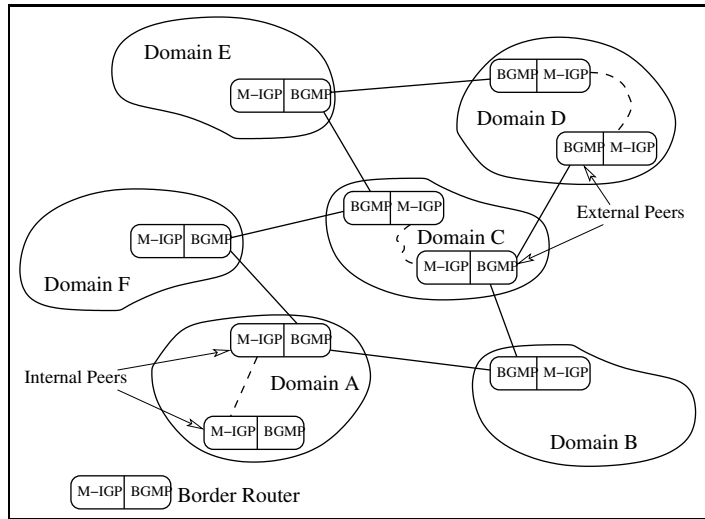 Domain E
M−IGP BGMP
BGMP M−IGP
Domain D
BGMP M−IGP
External Peers
BGMP M−IGP
Domain C
M−IGP BGMP
M−IGP BGMP
Domain F
M−IGP BGMP
Internal Peers
Domain A
M−IGP BGMP
BGMP M−IGP
Domain B
M−IGP BGMP Border Router